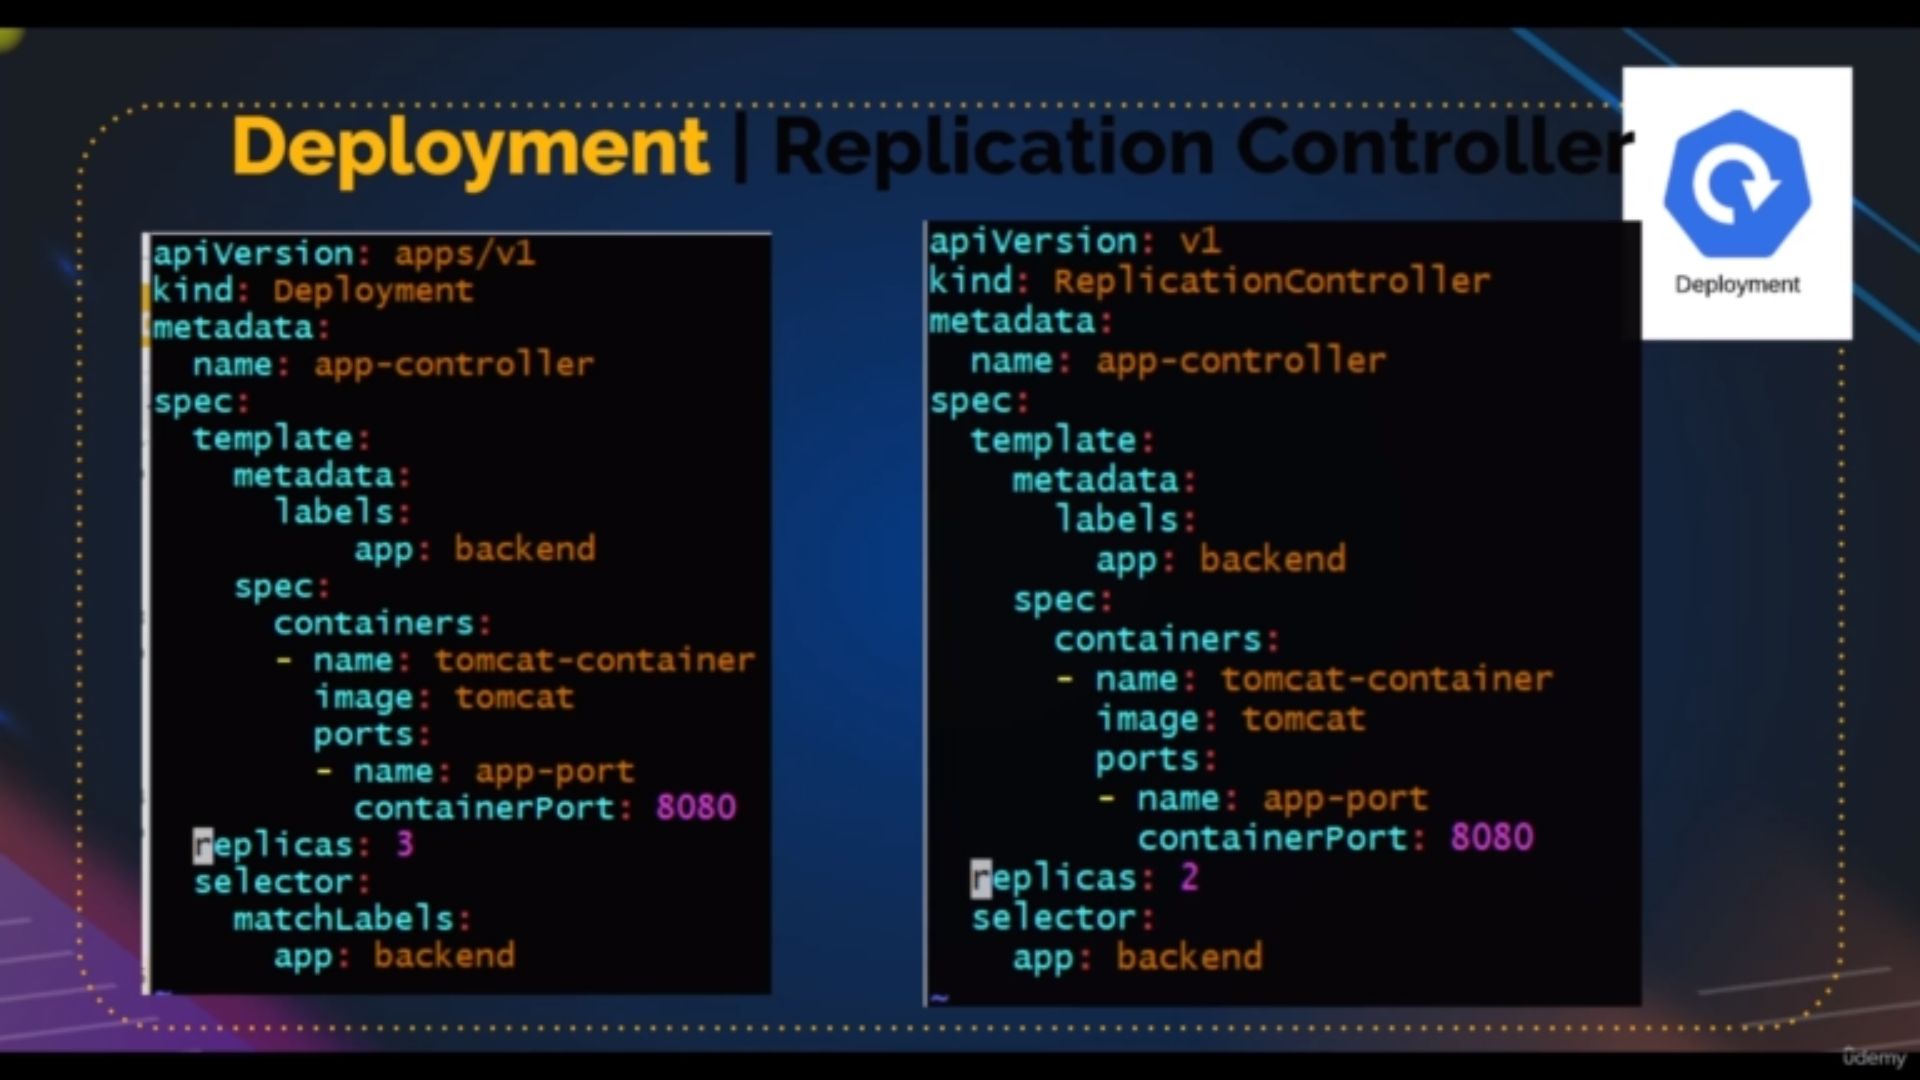 Deployment | Replication Controller
Deployment
apiVersion: apps/v1
kind: Deployment
metadata:
  name: app-controller
spec:
  template:
    metadata:
      labels:
          app: backend
    spec:
      containers:
      - name: tomcat-container
        image: tomcat
        ports:
        - name: app-port
          containerPort: 8080
  replicas: 3
  selector:
    matchLabels:
      app: backend
~
apiVersion: v1
kind: ReplicationController
metadata:
  name: app-controller
spec:
  template:
    metadata:
      labels:
        app: backend
    spec:
      containers:
      - name: tomcat-container
        image: tomcat
        ports:
        - name: app-port
          containerPort: 8080
  replicas: 2
  selector:
    app: backend
~
ûdemy